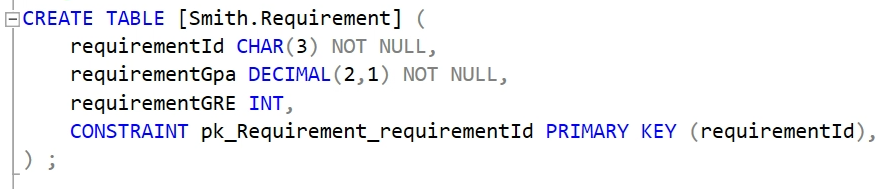 CREATE TABLE [Smith.Requirement] (
    requirementId CHAR(3) NOT NULL,
    requirementGpa DECIMAL(2,1) NOT NULL,
    requirementGRE INT,
    CONSTRAINT pk_Requirement_requirementId PRIMARY KEY (requirementId),
) ;